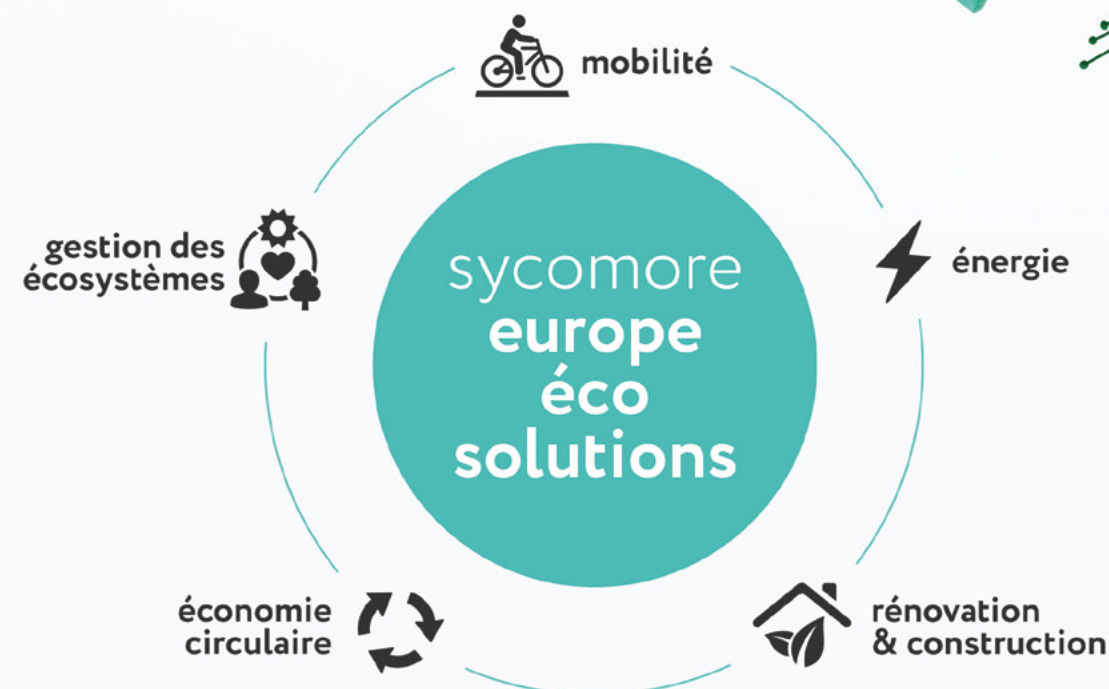 mobilité
gestion des
écosystèmes
énergie
sycomore
europe
éco
solutions
économie
circulaire
rénovation
& construction